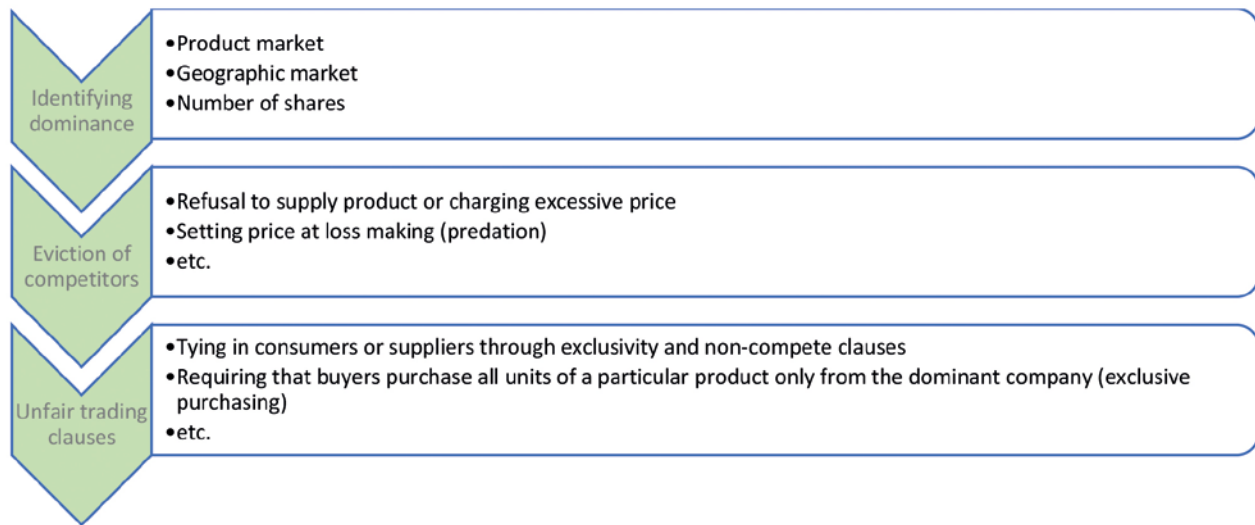 Identifying
dominance
•Product market
•Geographic market
•Number of shares
Eviction of
competitors
•Refusal to supply product or charging excessive price
•Setting price at loss making (predation)
•etc.
Unfair trading
clauses
•Tying in consumers or suppliers through exclusivity and non-compete clauses
•Requiring that buyers purchase all units of a particular product only from the dominant company (exclusive
purchasing)
•etc.